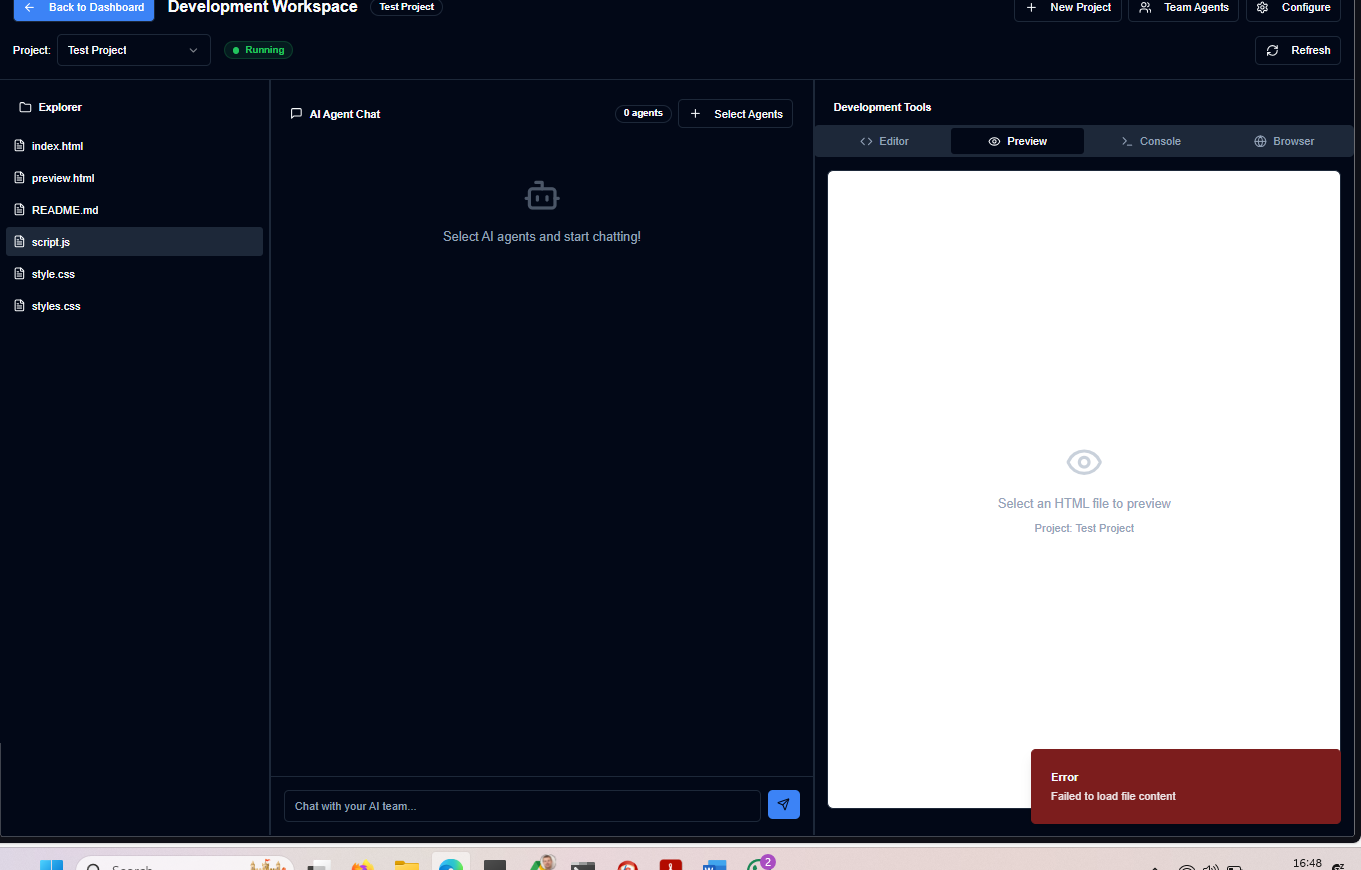 Back to Dashboard
Development Workspace
Test Project
New Project
Team Agents
Configure
Project:
Test Project
Running
Refresh
Explorer
index.html
preview.html
README.md
script.js
style.css
styles.css
AI Agent Chat
0 agents
Select Agents
Select AI agents and start chatting!
Chat with your AI team...
Development Tools
Editor
Preview
Console
Browser
Select an HTML file to preview
Project: Test Project
Error
Failed to load file content
Search
2
16:48